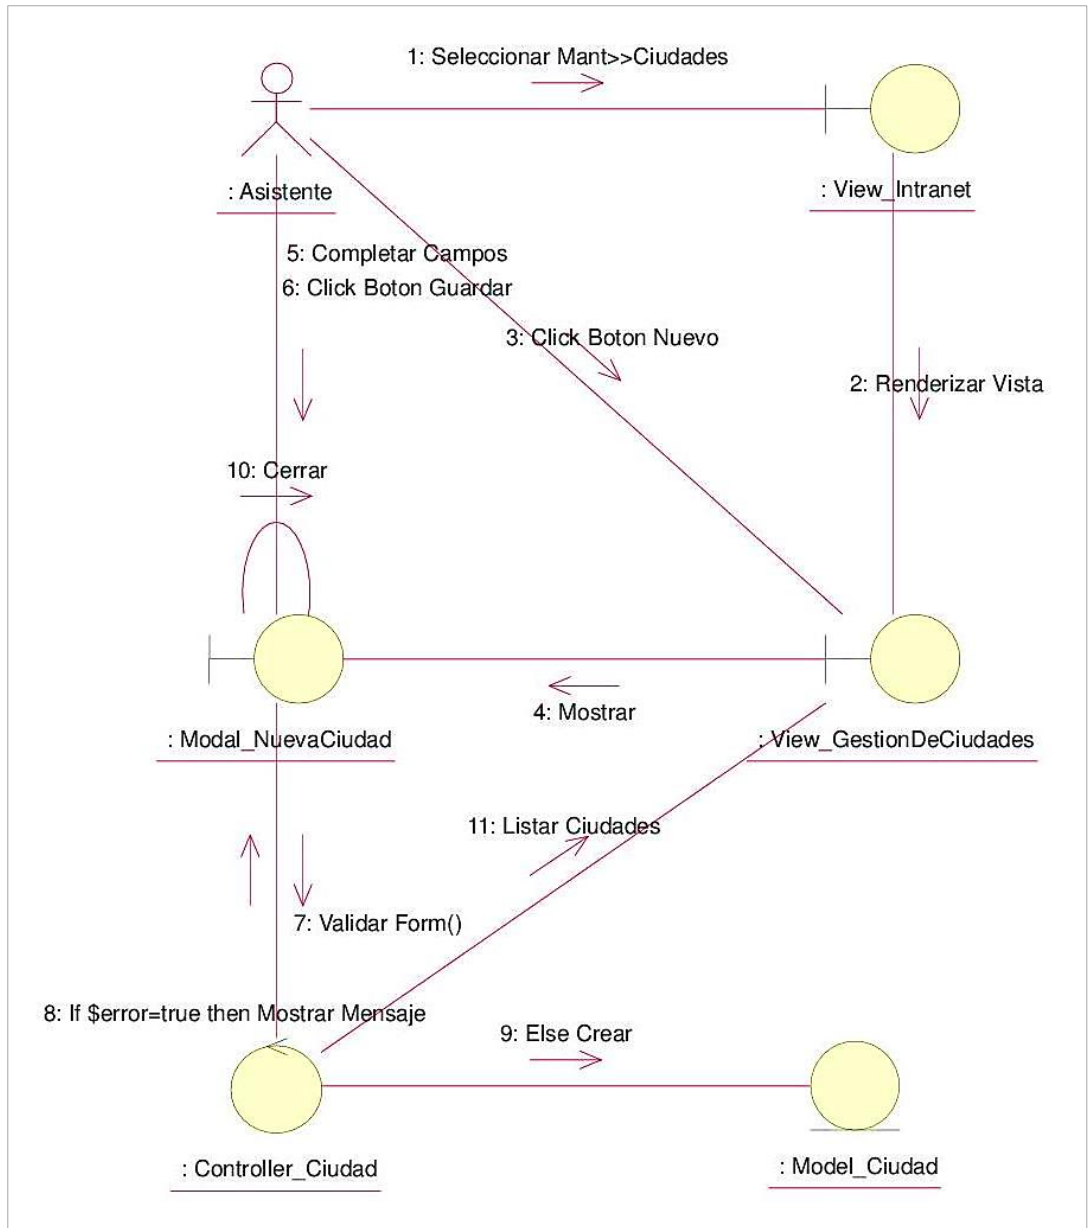 1: Seleccionar Mant>>Ciudades
: Asistente
: View_Intranet
5: Completar Campos
6: Click Boton Guardar
3: Click Boton Nuevo
2: Renderizar Vista
10: Cerrar
4: Mostrar
: Modal_NuevaCiudad
: View_GestionDeCiudades
11: Listar Ciudades
7: Validar Form()
8: If $error=true then Mostrar Mensaje
9: Else Crear
: Controller_Ciudad
: Model_Ciudad